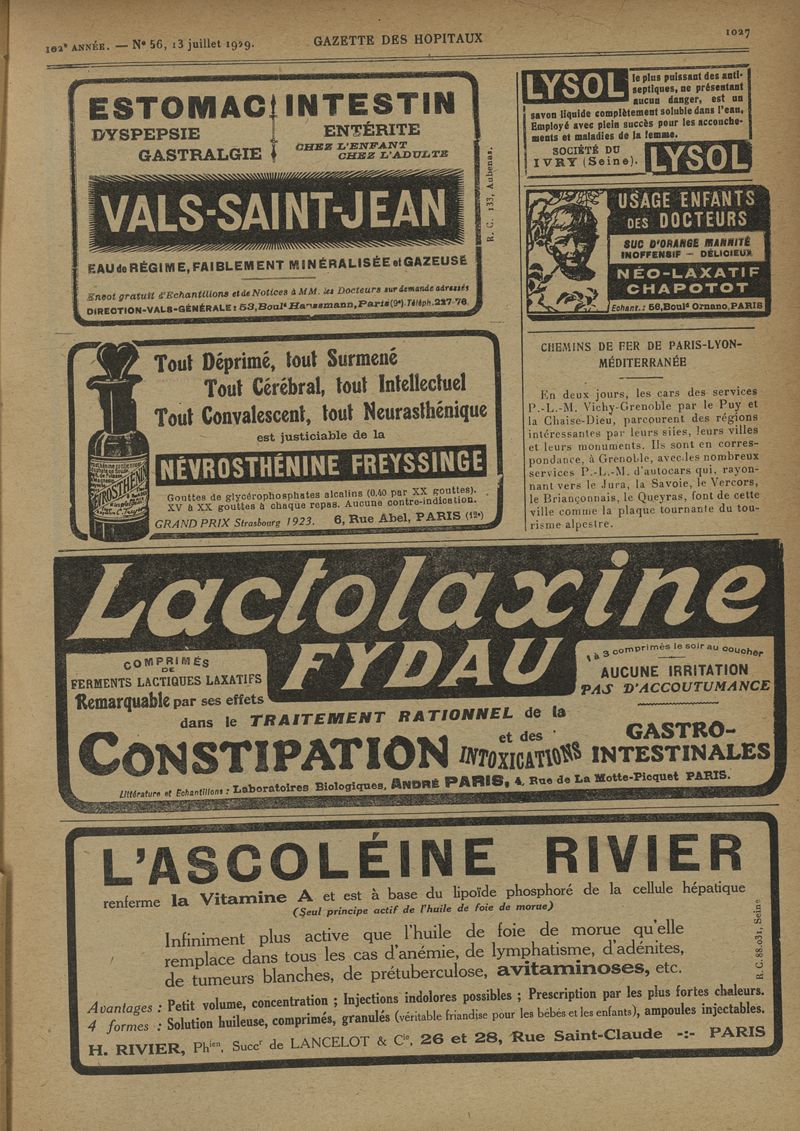 102e ANNÉE. — No 56, 13 juillet 1929.
GAZETTE DES HOPITAUX
1027
ESTOMAC INTESTIN
DYSPEPSIE
GASTRALGIE
ENTÉRITE
CHEZ L'ENFANT
CHEZ L'ADULTE
VALS-SAINT-JEAN
EAU de RÉGIME, FAIBLEMENT MINÉRALISÉE et GAZEUSE
Envoi gratuit d'Echantillons et de Notices à MM. les Docteurs sur demande adressés
DIRECTION-VALS-GÉNÉRALE: 53, Boulᵈ Haussmann, Paris (9ᵉ). Téléph. 227-76.
R. C. 133, Aubenas.
Tout Déprimé, tout Surmené
Tout Cérébral, tout Intellectuel
Tout Convalescent, tout Neurasthénique
est justiciable de la
NÉVROSTHÉNINE FREYSSINGE
Gouttes de glycérophosphates alcalins (0,40 par XX gouttes).
XV à XX gouttes à chaque repas. Aucune contre-indication.
GRAND PRIX Strasbourg 1923. 6, Rue Abel, PARIS (12ᵉ)
LYSOL
le plus puissant des anti-
septiques, ne présentant
aucun danger, est un
savon liquide complètement soluble dans l'eau.
Employé avec plein succès pour les accouche-
ments et maladies de la femme.
SOCIÉTÉ DU
IVRY (Seine).
LYSOL
USAGE ENFANTS
DES DOCTEURS
SUC D'ORANGE MANNITÉ
INOFFENSIF — DÉLICIEUX
NÉO-LAXATIF
CHAPOTOT
Echant.: 56, Boulᵈ Ornano, PARIS
CHEMINS DE FER DE PARIS-LYON-
MÉDITERRANÉE
En deux jours, les cars des services
P.-L.-M. Vichy-Grenoble par le Puy et
la Chaise-Dieu, parcourent des régions
intéressantes par leurs sites, leurs villes
et leurs monuments. Ils sont en corres-
pondance, à Grenoble, avec les nombreux
services P.-L.-M. d'autocars qui, rayon-
nant vers le Jura, la Savoie, le Vercors,
le Briançonnais, le Queyras, font de cette
ville comme la plaque tournante du tou-
risme alpestre.
Lactolaxine
FYDAU
COMPRIMÉS
DE
FERMENTS LACTIQUES LAXATIFS
1 à 3 comprimés le soir au coucher
AUCUNE IRRITATION
PAS D'ACCOUTUMANCE
Remarquable par ses effets
dans le TRAITEMENT RATIONNEL de la
CONSTIPATION et des INTOXICATIONS GASTRO-
INTESTINALES
Littérature et Echantillons : Laboratoires Biologiques, ANDRÉ PARIS, 4, Rue de La Motte-Picquet PARIS.
L'ASCOLÉINE RIVIER
renferme la Vitamine A et est à base du lipoïde phosphoré de la cellule hépatique
(Seul principe actif de l'huile de foie de morue)
Infiniment plus active que l'huile de foie de morue qu'elle
remplace dans tous les cas d'anémie, de lymphatisme, d'adénites,
de tumeurs blanches, de prétuberculose, avitaminoses, etc.
Avantages : Petit volume, concentration ; Injections indolores possibles ; Prescription par les plus fortes chaleurs.
4 formes : Solution huileuse, comprimés, granulés (véritable friandise pour les bébés et les enfants), ampoules injectables.
H. RIVIER, Phⁱᵉⁿ, Succʳ de LANCELOT & Cⁱᵉ, 26 et 28, Rue Saint-Claude -:- PARIS
R. C. 88.031, Seine